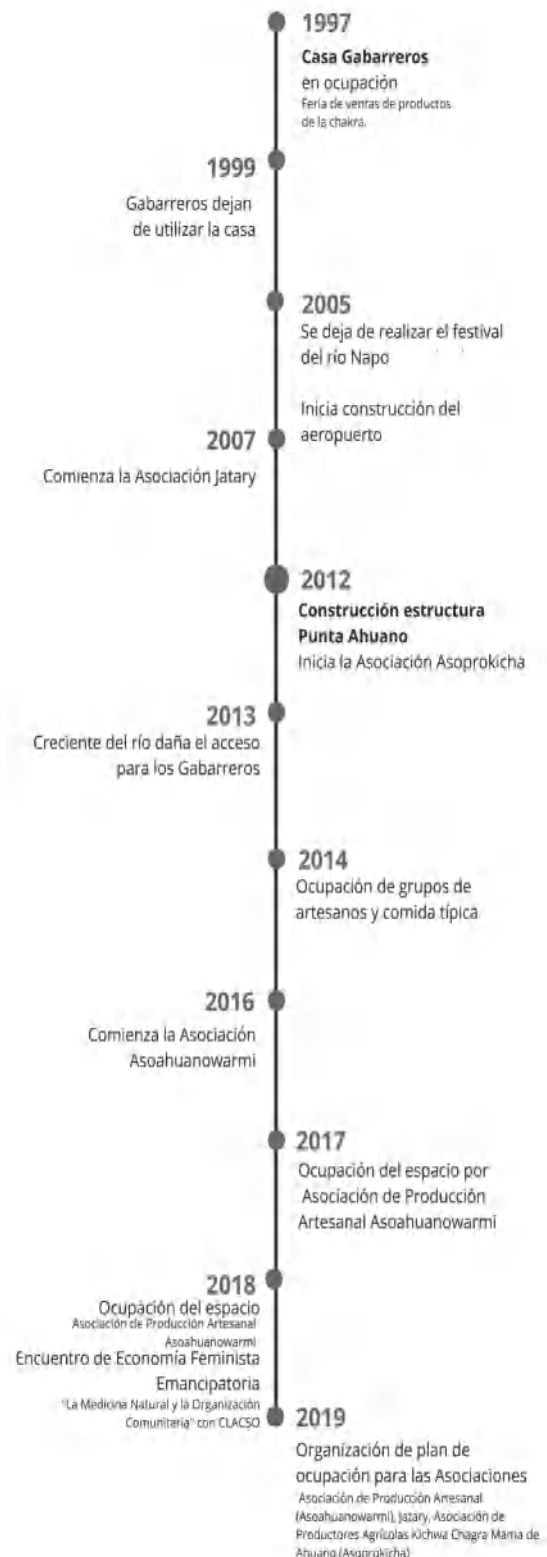 1997
Casa Gabarreros
en ocupación
Feria de ventas de productos
de la chakra.
1999
Gabarreros dejan
de utilizar la casa
2005
Se deja de realizar el festival
del río Napo
Inicia construcción del
aeropuerto
2007
Comienza la Asociación Jatary
2012
Construcción estructura
Punta Ahuano
Inicia la Asociación Asoprokicha
2013
Creciente del río daña el acceso
para los Gabarreros
2014
Ocupación de grupos de
artesanos y comida típica
2016
Comienza la Asociación
Asoahuanowarmi
2017
Ocupación del espacio por
Asociación de Producción
Artesanal Asoahuanowarmi
2018
Ocupación del espacio
Asociación de Producción Artesanal
Asoahuanowarmi
Encuentro de Economía Feminista
Emancipatoria
"La Medicina Natural y la Organización
Comunitaria" con CLACSO
2019
Organización de plan de
ocupación para las Asociaciones
Asociación de Producción Artesanal
(Asoahuanowarmi), Jatary, Asociación de
Productores Agrícolas Kichwa Chagra Mama de
Ahuano (Asoprokicha)